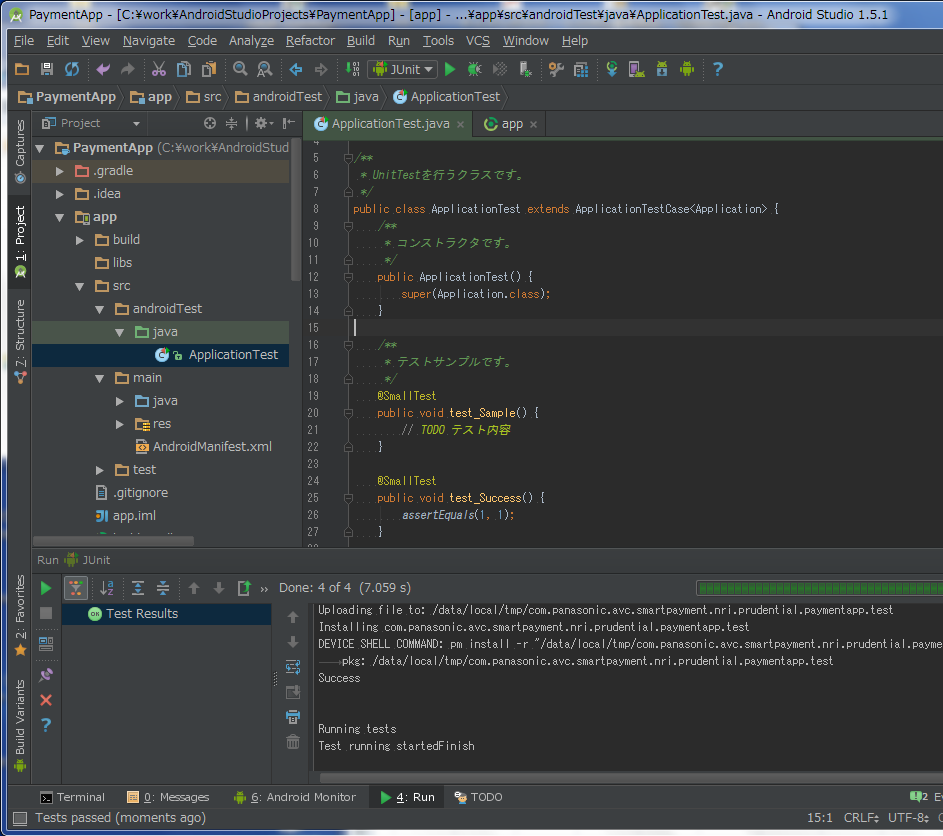 PaymentApp - [C:¥work¥AndroidStudioProjects¥PaymentApp] - [app] - ...¥app¥src¥androidTest¥java¥ApplicationTest.java - Android Studio 1.5.1
File Edit View Navigate Code Analyze Refactor Build Run Tools VCS Window Help
JUnit
PaymentApp app src androidTest java ApplicationTest
Project
ApplicationTest.java app
Captures
1: Project
7: Structure
2: Favorites
Build Variants
PaymentApp (C:¥work¥AndroidStud
.gradle
.idea
app
build
libs
src
androidTest
java
ApplicationTest
main
java
res
AndroidManifest.xml
test
.gitignore
app.iml
4
5 /**
6 * UnitTestを行うクラスです。
7 */
8 public class ApplicationTest extends ApplicationTestCase<Application> {
9 /**
10 * コンストラクタです。
11 */
12 public ApplicationTest() {
13 super(Application.class);
14 }
15
16 /**
17 * テストサンプルです。
18 */
19 @SmallTest
20 public void test_Sample() {
21 // TODO テスト内容
22 }
23
24 @SmallTest
25 public void test_Success() {
26 assertEquals(1, 1);
27 }
Run JUnit
Done: 4 of 4 (7.059 s)
OK Test Results
Uploading file to: /data/local/tmp/com.panasonic.avc.smartpayment.nri.prudential.paymentapp.test
Installing com.panasonic.avc.smartpayment.nri.prudential.paymentapp.test
DEVICE SHELL COMMAND: pm install -r "/data/local/tmp/com.panasonic.avc.smartpayment.nri.prudential.payme
pkg: /data/local/tmp/com.panasonic.avc.smartpayment.nri.prudential.paymentapp.test
Success
Running tests
Test running startedFinish
Terminal 0: Messages 6: Android Monitor 4: Run TODO 2 Ev
Tests passed (moments ago) 15:1 CRLF UTF-8